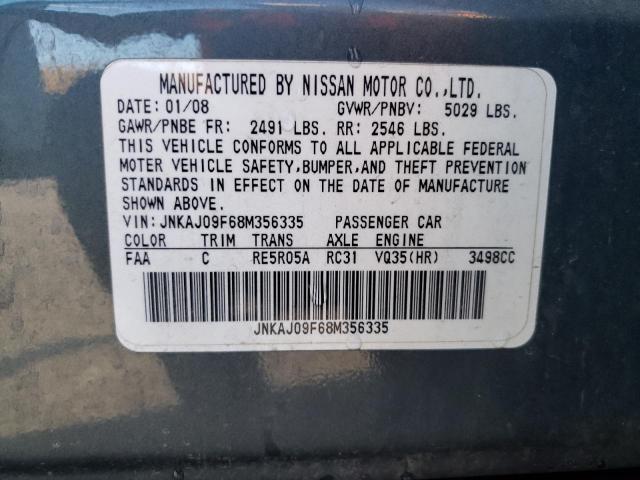 MANUFACTURED BY NISSAN MOTOR CO.,LTD.
DATE: 01/08 GVWR/PNBV: 5029 LBS.
GAWR/PNBE FR: 2491 LBS. RR: 2546 LBS.
THIS VEHICLE CONFORMS TO ALL APPLICABLE FEDERAL
MOTER VEHICLE SAFETY,BUMPER,AND THEFT PREVENTION
STANDARDS IN EFFECT ON THE DATE OF MANUFACTURE
SHOWN ABOVE.
VIN: JNKAJ09F68M356335 PASSENGER CAR
COLOR TRIM TRANS AXLE ENGINE
FAA C RE5R05A RC31 VQ35(HR) 3498CC
JNKAJ09F68M356335